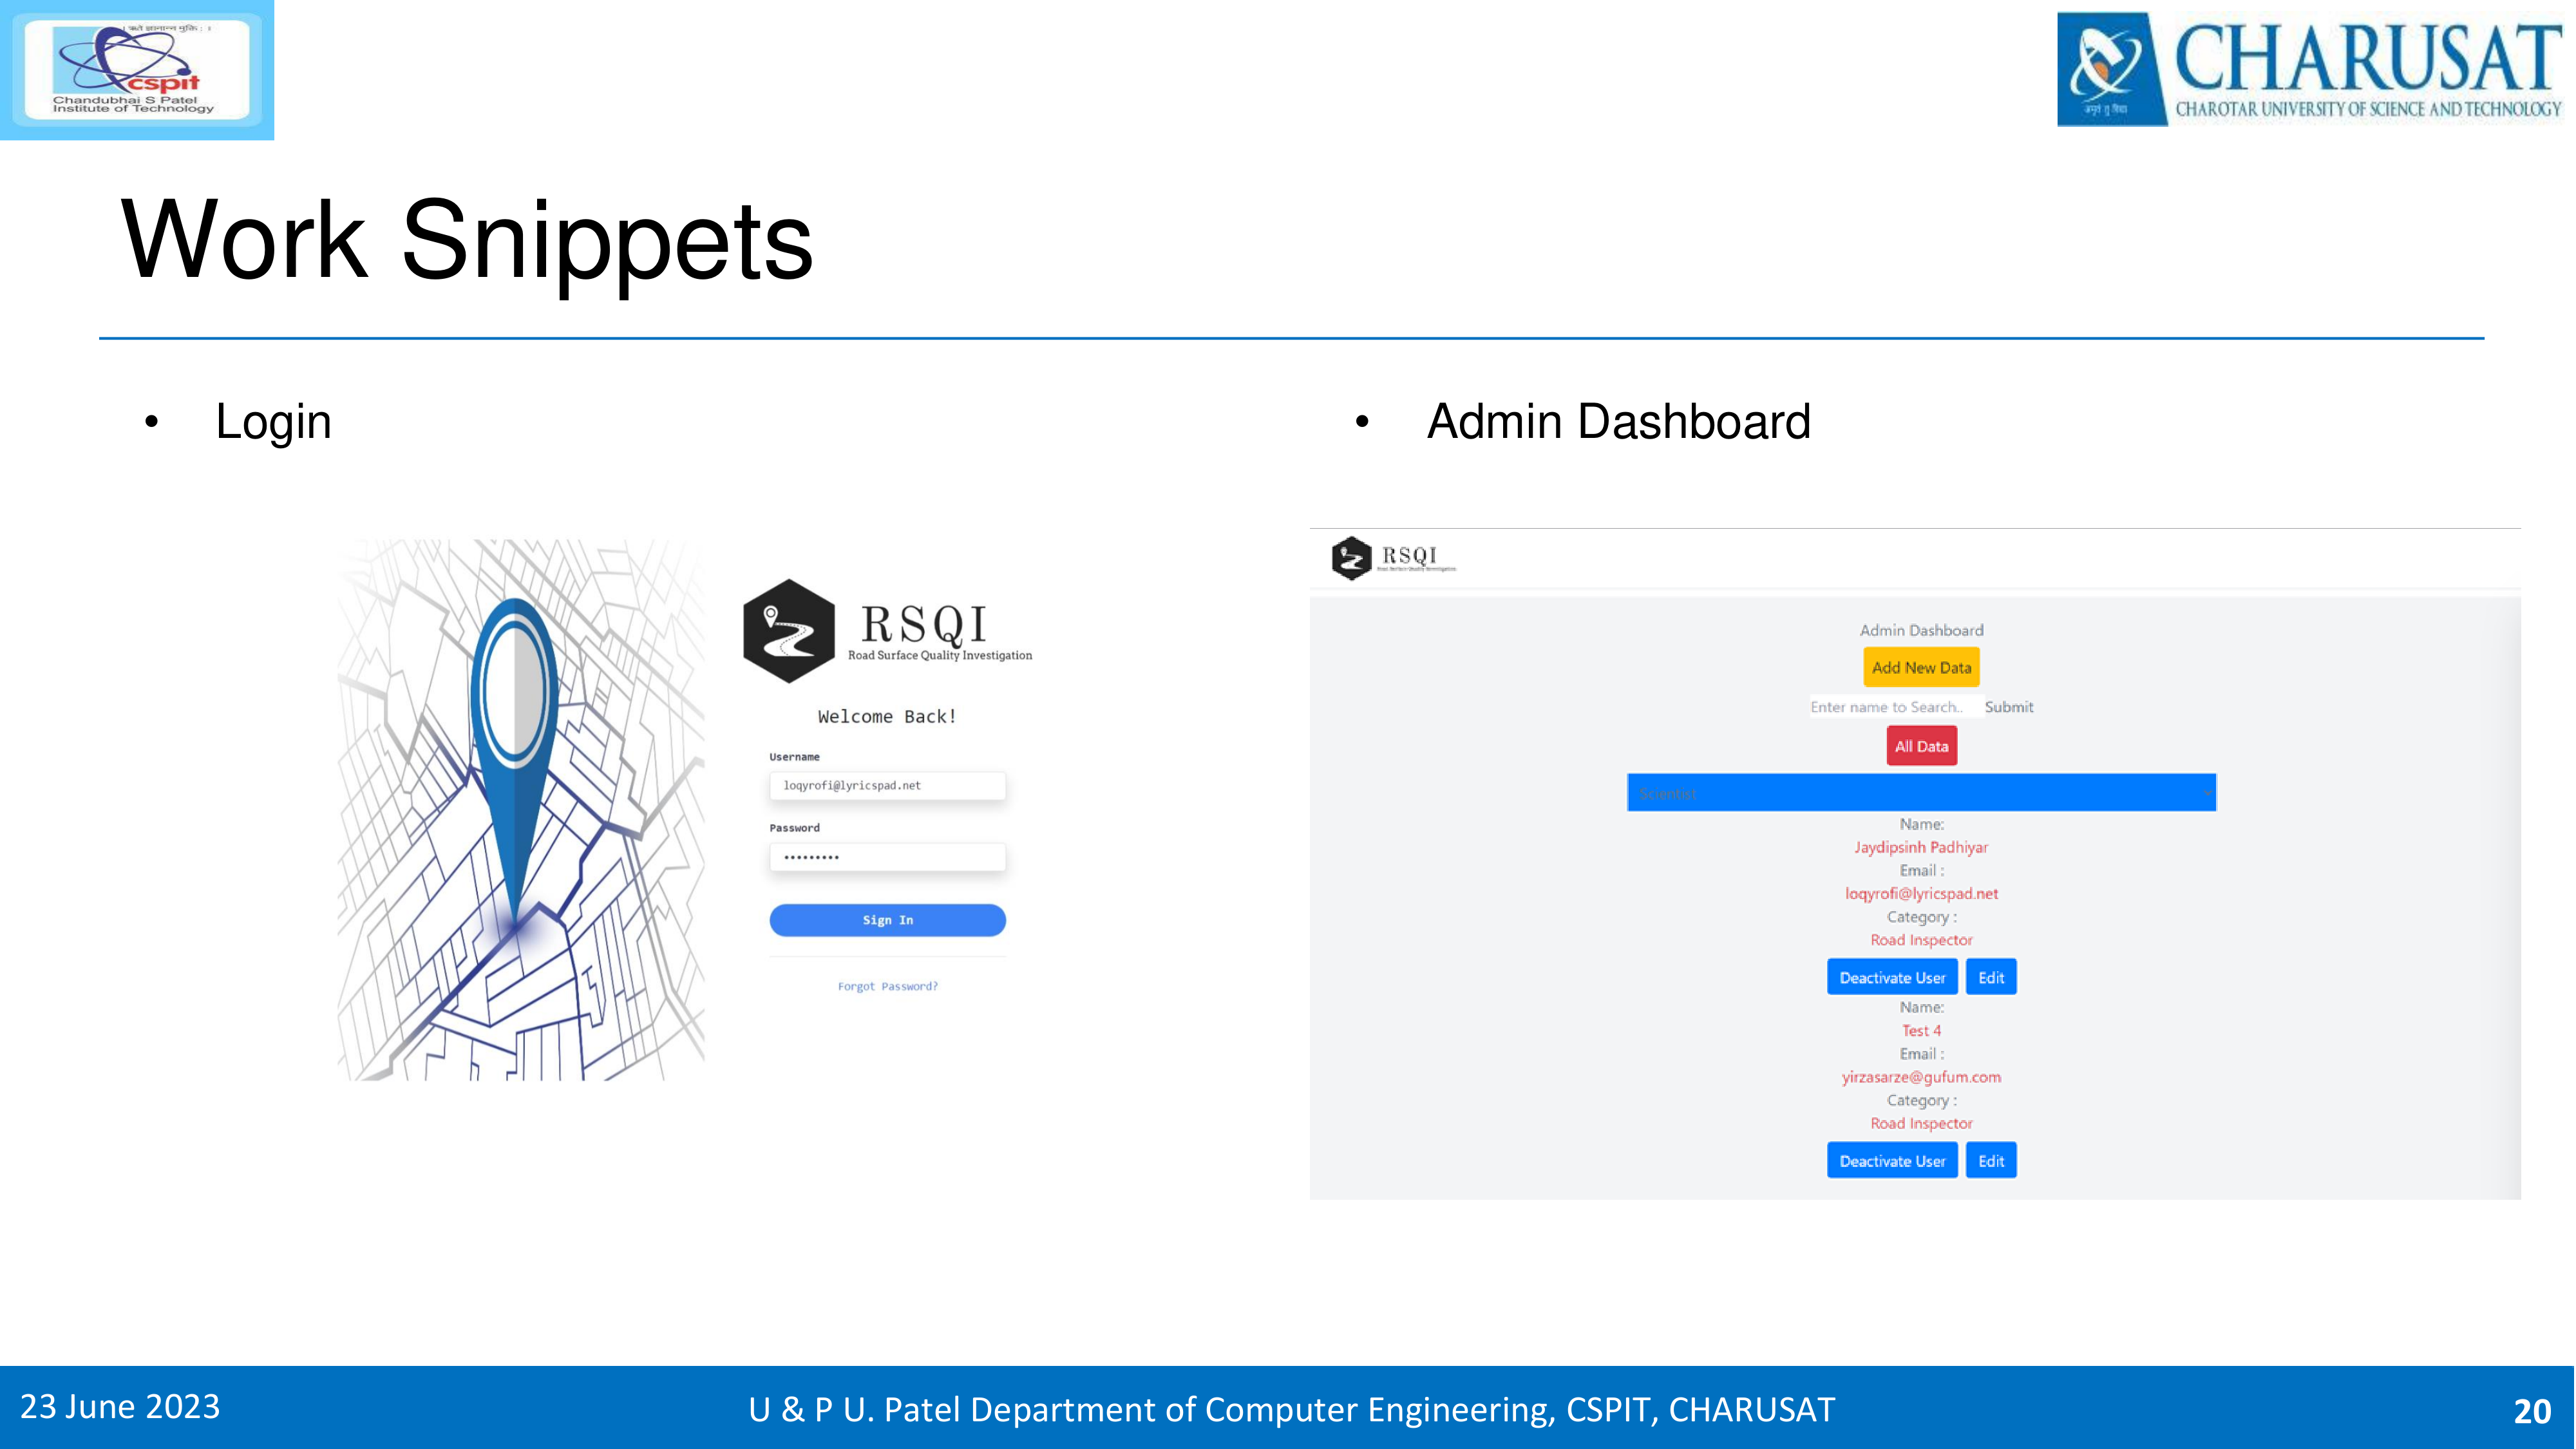 cspit
Chandubhai S Patel
Institute of Technology
CHARUSAT
CHAROTAR UNIVERSITY OF SCIENCE AND TECHNOLOGY
Work Snippets
• Login
RSQI
Road Surface Quality Investigation
Welcome Back!
Username
loqyrofi@lyricspad.net
Password
•••••••••
Sign In
Forgot Password?
• Admin Dashboard
RSQI
Road Surface Quality Investigation
Admin Dashboard
Add New Data
Enter name to Search.. Submit
All Data
Scientist
Name:
Jaydipsinh Padhiyar
Email :
loqyrofi@lyricspad.net
Category :
Road Inspector
Deactivate User Edit
Name:
Test 4
Email :
yirzasarze@gufum.com
Category :
Road Inspector
Deactivate User Edit
23 June 2023
U & P U. Patel Department of Computer Engineering, CSPIT, CHARUSAT
20